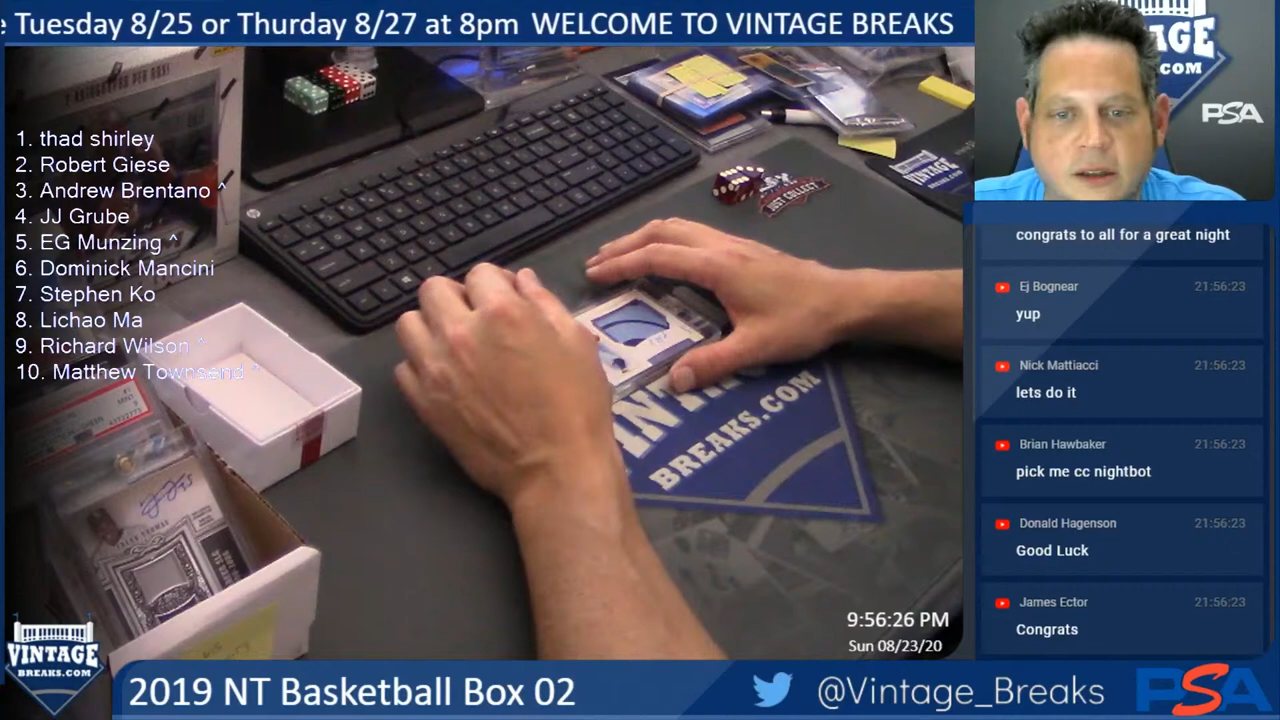 e Tuesday 8/25 or Thurday 8/27 at 8pm WELCOME TO VINTAGE BREAKS
1. thad shirley
2. Robert Giese
3. Andrew Brentano ^
4. JJ Grube
5. EG Munzing ^
6. Dominick Mancini
7. Stephen Ko
8. Lichao Ma
9. Richard Wilson ^
10. Matthew Townsend ^
hp
JUST COLLECT
VINTAGE
BREAKS.COM
MINT
9:56:26 PM
Sun 08/23/20
VINTAGE
BREAKS.COM
2019 NT Basketball Box 02
@Vintage_Breaks
PSA
PSA
congrats to all for a great night
Ej Bognear 21:56:23
yup
Nick Mattiacci 21:56:23
lets do it
Brian Hawbaker 21:56:23
pick me cc nightbot
Donald Hagenson 21:56:23
Good Luck
James Ector 21:56:23
Congrats